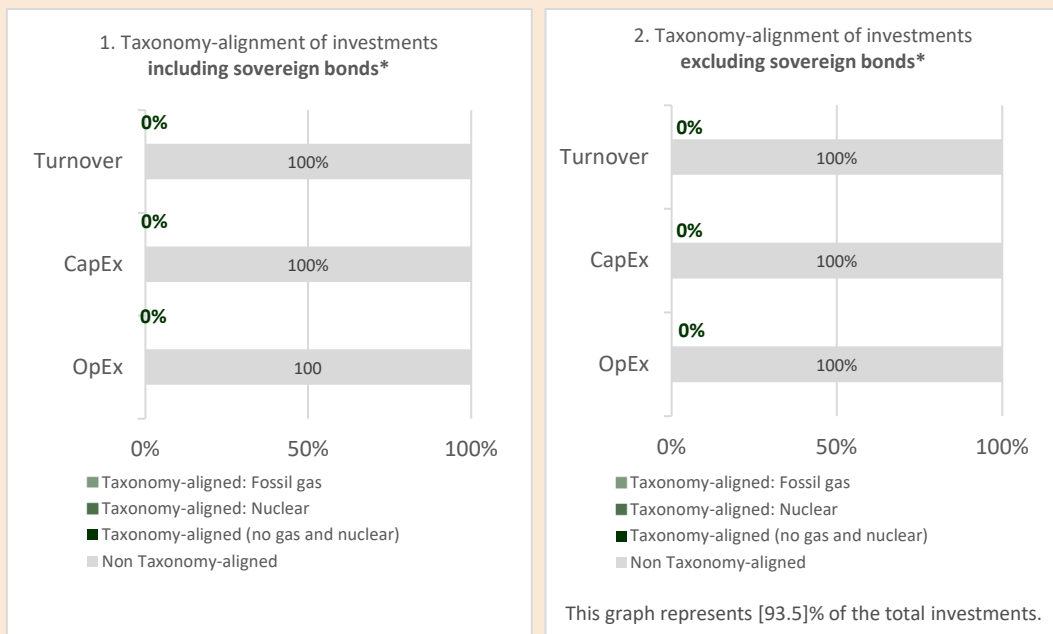 1. Taxonomy-alignment of investments
including sovereign bonds*
0%
Turnover
100%
0%
CapEx
100%
0%
OpEx
100
0%
50%
100%
Taxonomy-aligned: Fossil gas
Taxonomy-aligned: Nuclear
Taxonomy-aligned (no gas and nuclear)
Non Taxonomy-aligned
2. Taxonomy-alignment of investments
excluding sovereign bonds*
0%
Turnover
100%
0%
CapEx
100%
0%
OpEx
100%
0%
50%
100%
Taxonomy-aligned: Fossil gas
Taxonomy-aligned: Nuclear
Taxonomy-aligned (no gas and nuclear)
Non Taxonomy-aligned
This graph represents [93.5]% of the total investments.